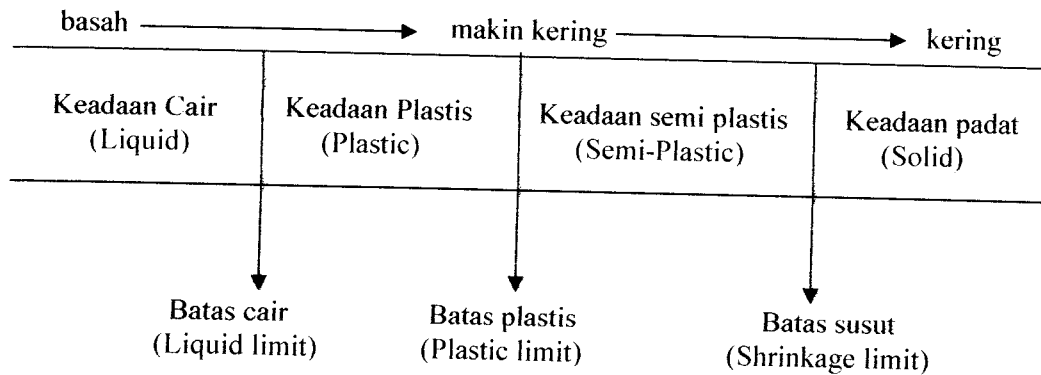 basah makin kering kering
Keadaan Cair
(Liquid)
Keadaan Plastis
(Plastic)
Keadaan semi plastis
(Semi-Plastic)
Keadaan padat
(Solid)
Batas cair
(Liquid limit)
Batas plastis
(Plastic limit)
Batas susut
(Shrinkage limit)